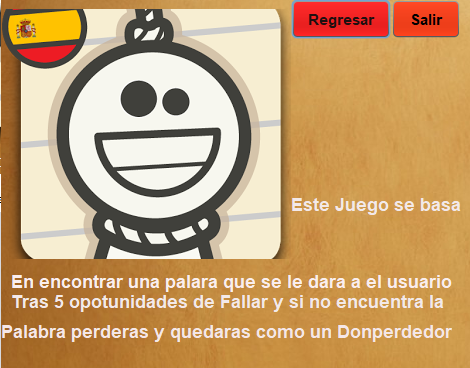 Regresar
Salir
Este Juego se basa
En encontrar una palara que se le dara a el usuario
Tras 5 opotunidades de Fallar y si no encuentra la
Palabra perderas y quedaras como un Donperdedor